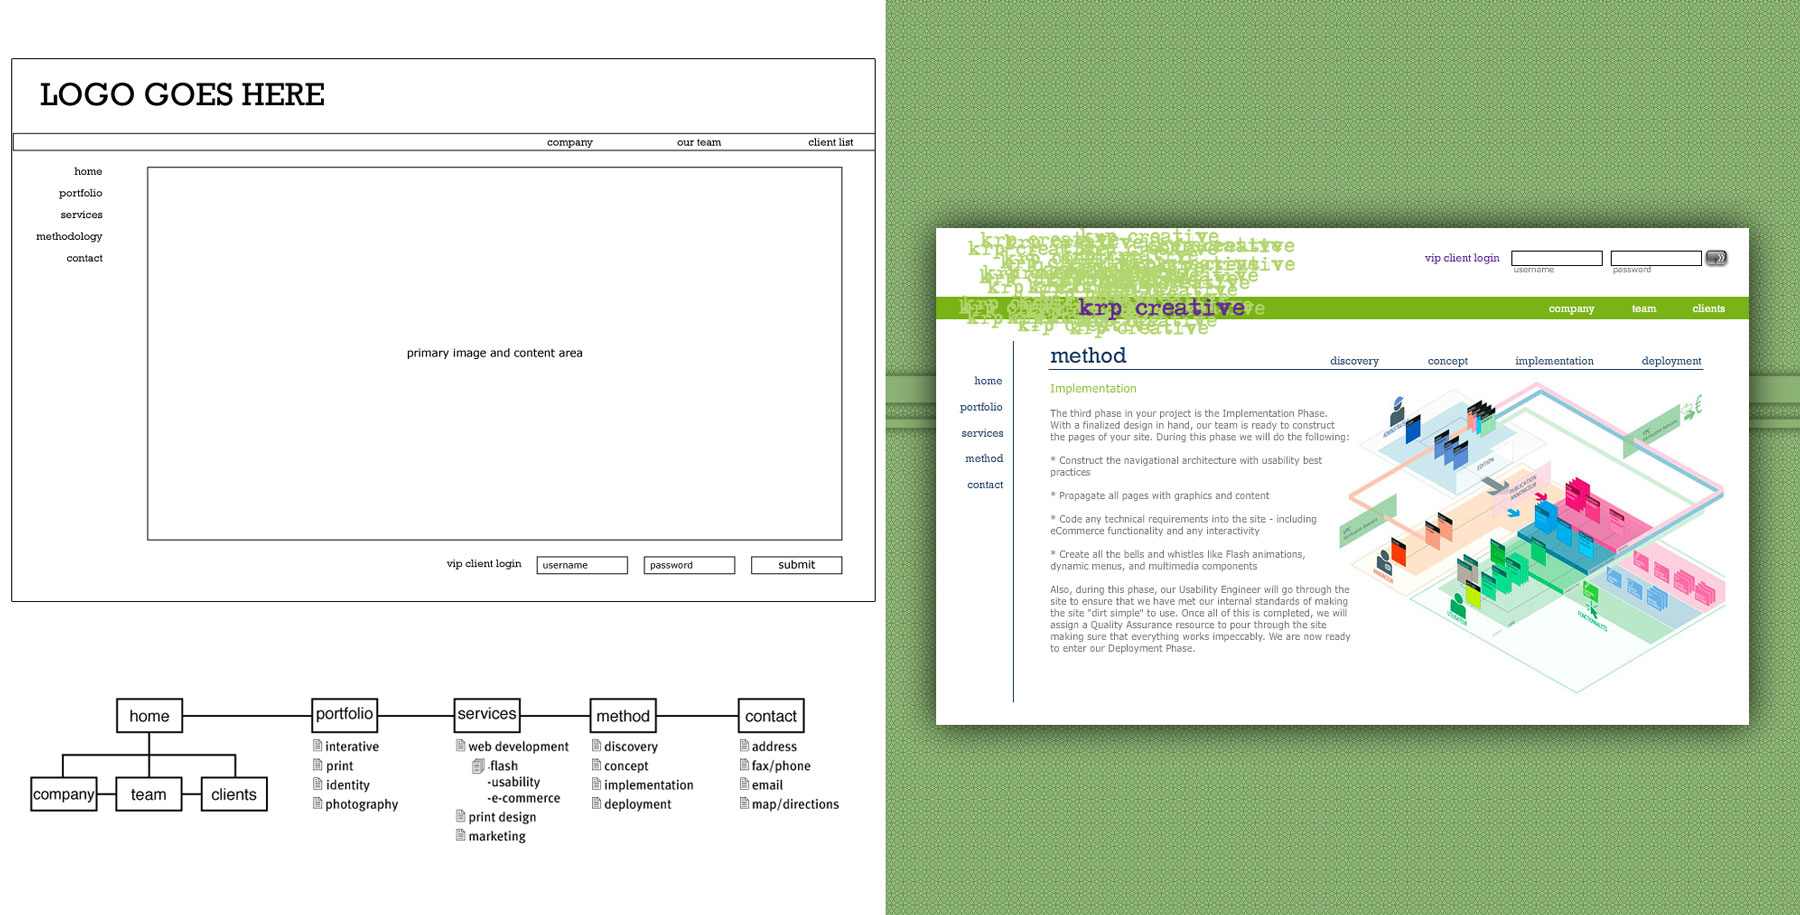 LOGO GOES HERE
company our team client list
home
portfolio
services
methodology
contact
primary image and content area
vip client login username password submit
home portfolio services method contact
company team clients
interative
print
identity
photography
web development
-flash
-usability
-e-commerce
print design
marketing
discovery
concept
implementation
deployment
address
fax/phone
email
map/directions
vip client login
username password
krp creative
company team clients
home
portfolio
services
method
contact
method
discovery concept implementation deployment
Implementation
The third phase in your project is the Implementation Phase.
With a finalized design in hand, our team is ready to construct
the pages of your site. During this phase we will do the following:
* Construct the navigational architecture with usability best
practices
* Propagate all pages with graphics and content
* Code any technical requirements into the site - including
eCommerce functionality and any interactivity
* Create all the bells and whistles like Flash animations,
dynamic menus, and multimedia components
Also, during this phase, our Usability Engineer will go through the
site to ensure that we have met our internal standards of making
the site "dirt simple" to use. Once all of this is completed, we will
assign a Quality Assurance resource to pour through the site
making sure that everything works impeccably. We are now ready
to enter our Deployment Phase.
EDITION
PUBLICATION
ANNONCEUR